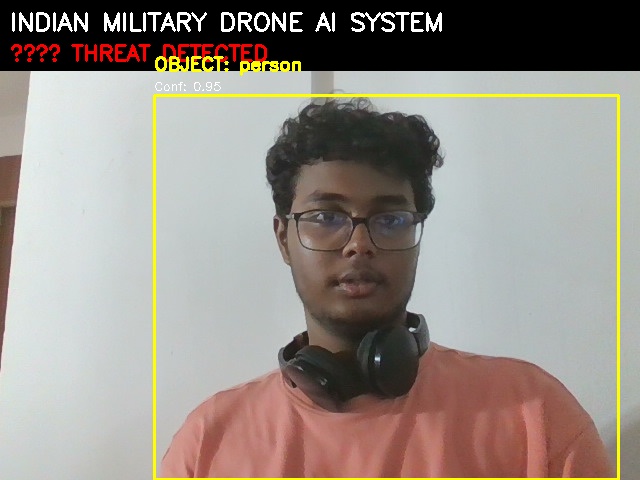 INDIAN MILITARY DRONE AI SYSTEM
???? THREAT DETECTED
OBJECT: person
Conf: 0.95